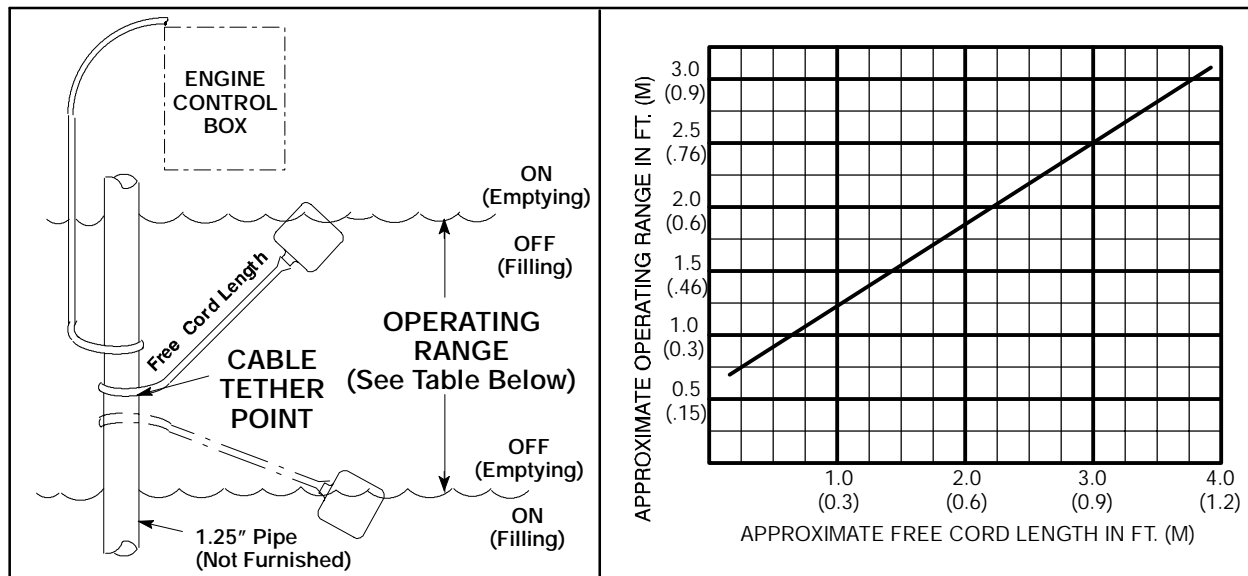 ENGINE
CONTROL
BOX
ON
(Emptying)
OFF
(Filling)
Free Cord Length
OPERATING
RANGE
(See Table Below)
CABLE
TETHER
POINT
OFF
(Emptying)
ON
(Filling)
1.25" Pipe
(Not Furnished)
APPROXIMATE OPERATING RANGE IN FT. (M)
3.0
(0.9)
2.5
(.76)
2.0
(0.6)
1.5
(.46)
1.0
(0.3)
0.5
(.15)
1.0 2.0 3.0 4.0
(0.3) (0.6) (0.9) (1.2)
APPROXIMATE FREE CORD LENGTH IN FT. (M)